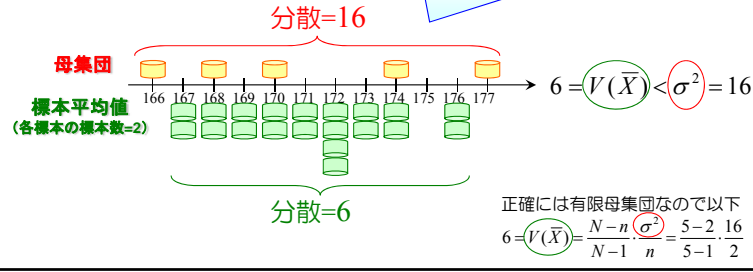 分散=16
母集団
166 167 168 169 170 171 172 173 174 175 176 177
6 = V(X̅) < σ² = 16
標本平均値
(各標本の標本数=2)
分散=6
正確には有限母集団なので以下
6 = V(X̅) = (N−n)/(N−1) · σ²/n = (5−2)/(5−1) · 16/2